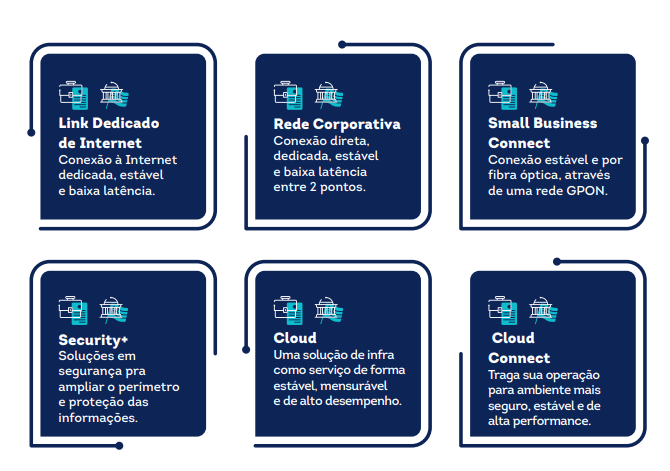 Link Dedicado
de Internet
Conexão à Internet
dedicada, estável
e baixa latência.
Rede Corporativa
Conexão direta,
dedicada, estável
e baixa latência
entre 2 pontos.
Small Business
Connect
Conexão estável e por
fibra óptica, através
de uma rede GPON.
Security+
Soluções em
segurança pra
ampliar o perímetro
e proteção das
informações.
Cloud
Uma solução de infra
como serviço de forma
estável, mensurável
e de alto desempenho.
Cloud
Connect
Traga sua operação
para ambiente mais
seguro, estável e de
alta performance.